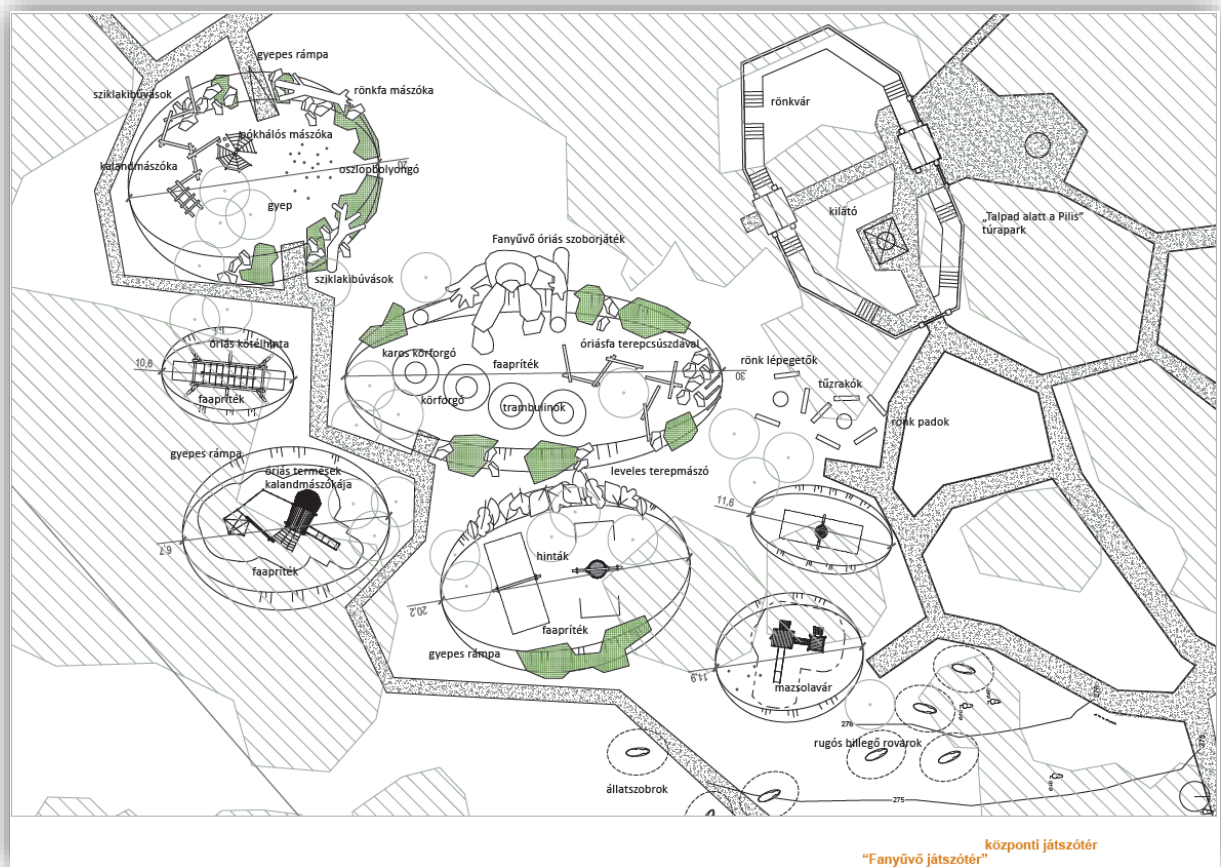 gyepes rámpa
sziklakibúvások
rönkfa mászóka
rönkvár
pókhálós mászóka
kalandmászóka
oszlopbolyongó
20
gyep
kilátó
„Talpad alatt a Pilis”
túrapark
Fanyűvő óriás szoborjáték
sziklakibúvások
óriás kötélhinta
10,6
faapríték
karos körforgó
faapríték
óriásfa terepcsúszdával
30
rönk lépegetők
körforgó
trambulinok
tűzrakók
rönk padok
gyepes rámpa
óriás termések
kalandmászókája
leveles terepmászó
11,6
6,7
faapríték
hinták
20,2
faapríték
gyepes rámpa
11,9
mazsolavár
276
rugós billegő rovarok
állatszobrok
275
központi játszótér
“Fanyűvő játszótér”